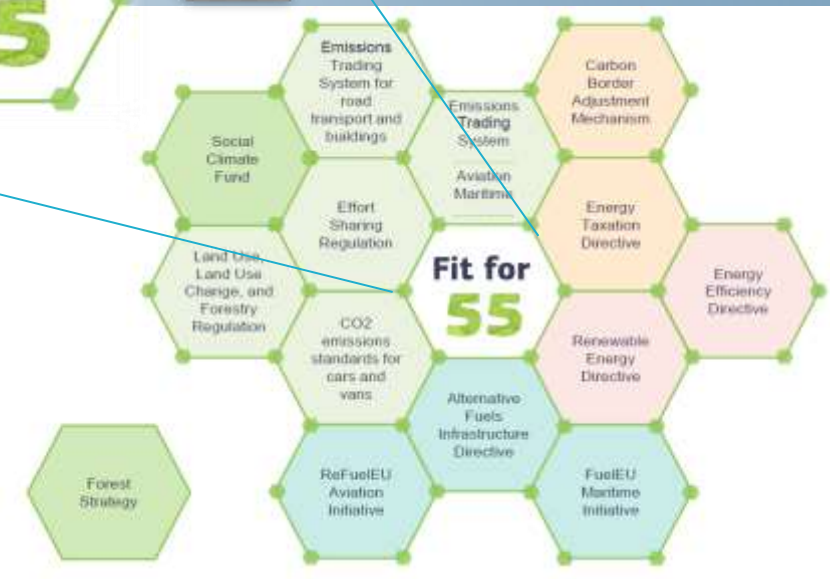 5
Emissions
Trading
System for
road
transport and
buildings
Carbon
Border
Adjustment
Mechanism
Emissions
Trading
System
Aviation
Maritime
Social
Climate
Fund
Effort
Sharing
Regulation
Energy
Taxation
Directive
Land Use,
Land Use
Change, and
Forestry
Regulation
Fit for
55
Energy
Efficiency
Directive
CO2
emissions
standards for
cars and
vans
Renewable
Energy
Directive
Alternative
Fuels
Infrastructure
Directive
Forest
Strategy
ReFuelEU
Aviation
Initiative
FuelEU
Maritime
Initiative